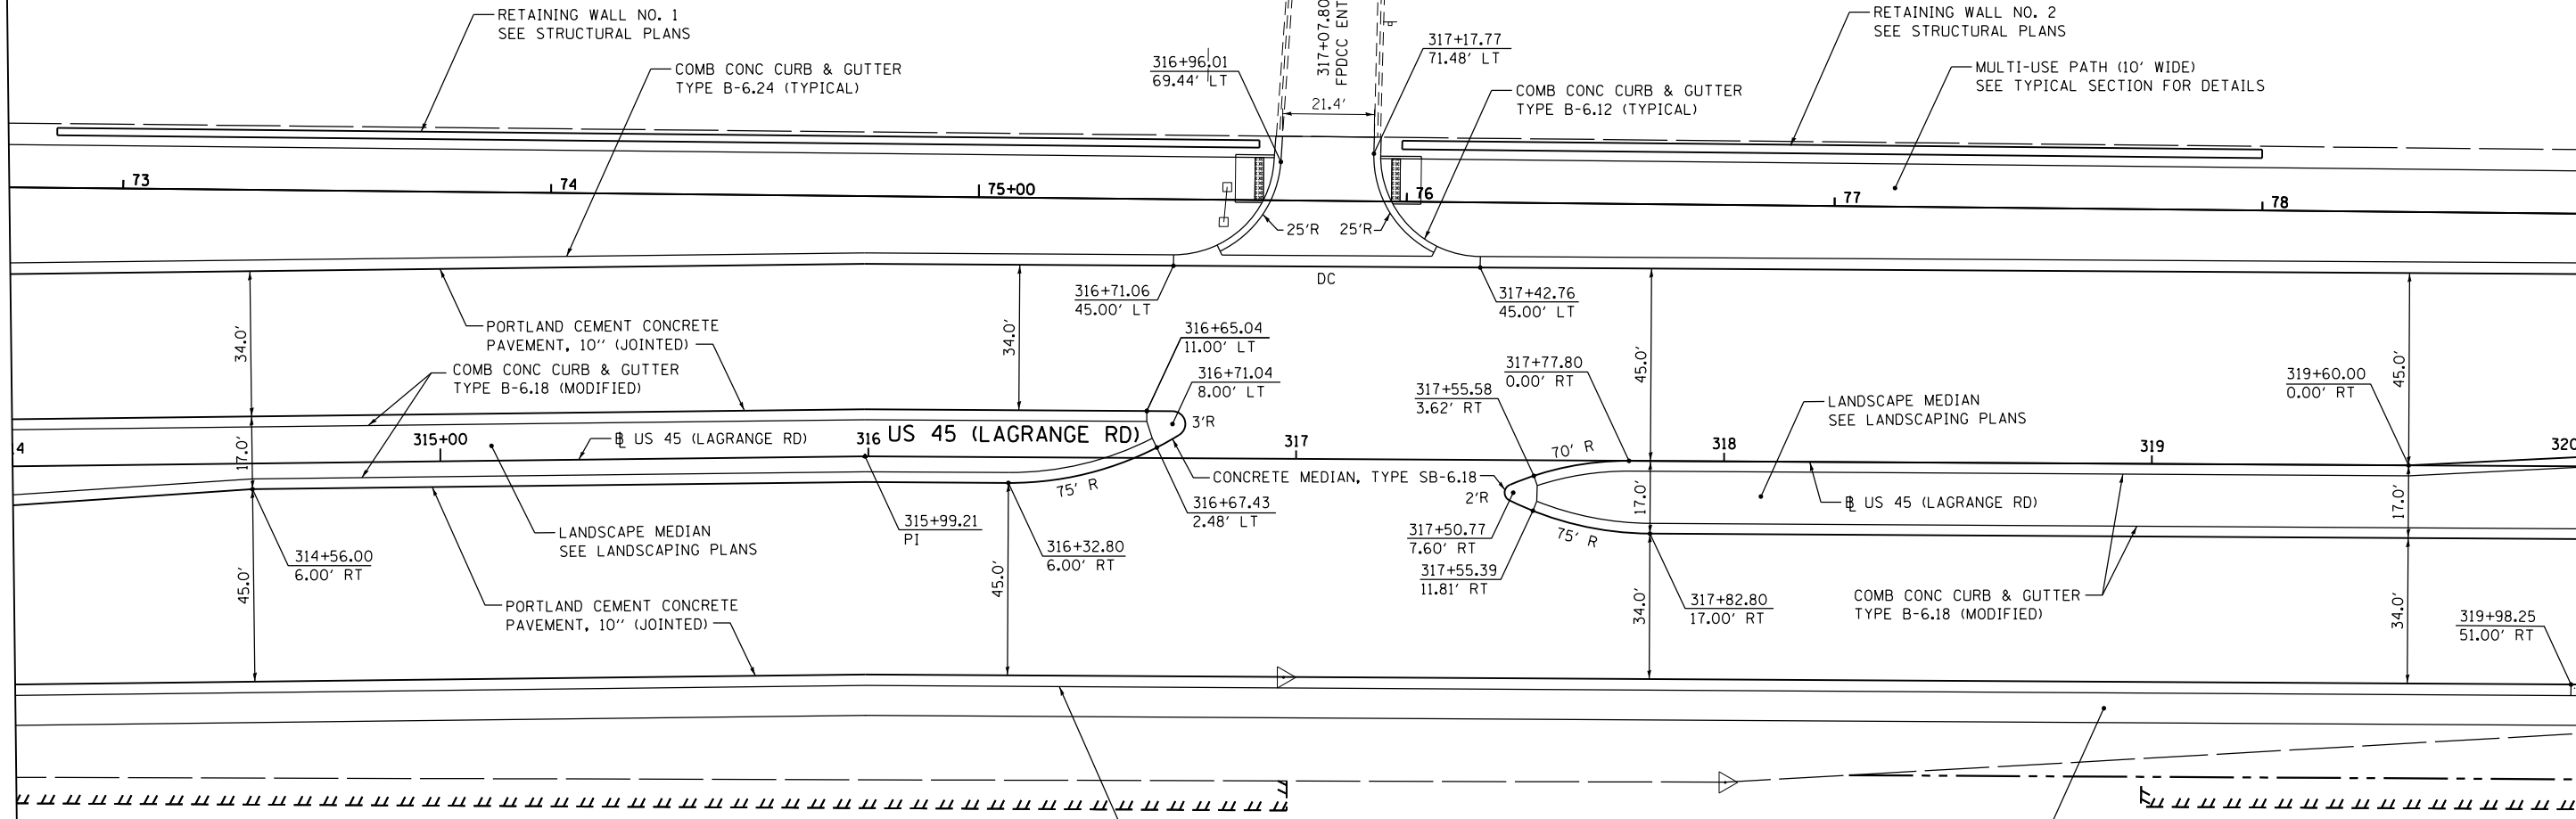 RETAINING WALL NO. 1
SEE STRUCTURAL PLANS
COMB CONC CURB & GUTTER
TYPE B-6.24 (TYPICAL)
316+96.01
69.44' LT
317+07.80
FPDCC ENT
21.4'
317+17.77
71.48' LT
COMB CONC CURB & GUTTER
TYPE B-6.12 (TYPICAL)
RETAINING WALL NO. 2
SEE STRUCTURAL PLANS
MULTI-USE PATH (10' WIDE)
SEE TYPICAL SECTION FOR DETAILS
73
74
75+00
76
77
78
25'R
25'R
DC
316+71.06
45.00' LT
317+42.76
45.00' LT
34.0'
PORTLAND CEMENT CONCRETE
PAVEMENT, 10'' (JOINTED)
34.0'
316+65.04
11.00' LT
316+71.04
8.00' LT
3'R
COMB CONC CURB & GUTTER
TYPE B-6.18 (MODIFIED)
317+77.80
0.00' RT
317+55.58
3.62' RT
45.0'
LANDSCAPE MEDIAN
SEE LANDSCAPING PLANS
319+60.00
0.00' RT
45.0'
4
17.0'
315+00
℄ US 45 (LAGRANGE RD)
316
US 45 (LAGRANGE RD)
317
70' R
318
319
320
CONCRETE MEDIAN, TYPE SB-6.18
75' R
316+67.43
2.48' LT
2'R
17.0'
℄ US 45 (LAGRANGE RD)
17.0'
LANDSCAPE MEDIAN
SEE LANDSCAPING PLANS
315+99.21
PI
316+32.80
6.00' RT
317+50.77
7.60' RT
75' R
317+55.39
11.81' RT
314+56.00
6.00' RT
45.0'
PORTLAND CEMENT CONCRETE
PAVEMENT, 10'' (JOINTED)
45.0'
34.0'
317+82.80
17.00' RT
COMB CONC CURB & GUTTER
TYPE B-6.18 (MODIFIED)
34.0'
319+98.25
51.00' RT